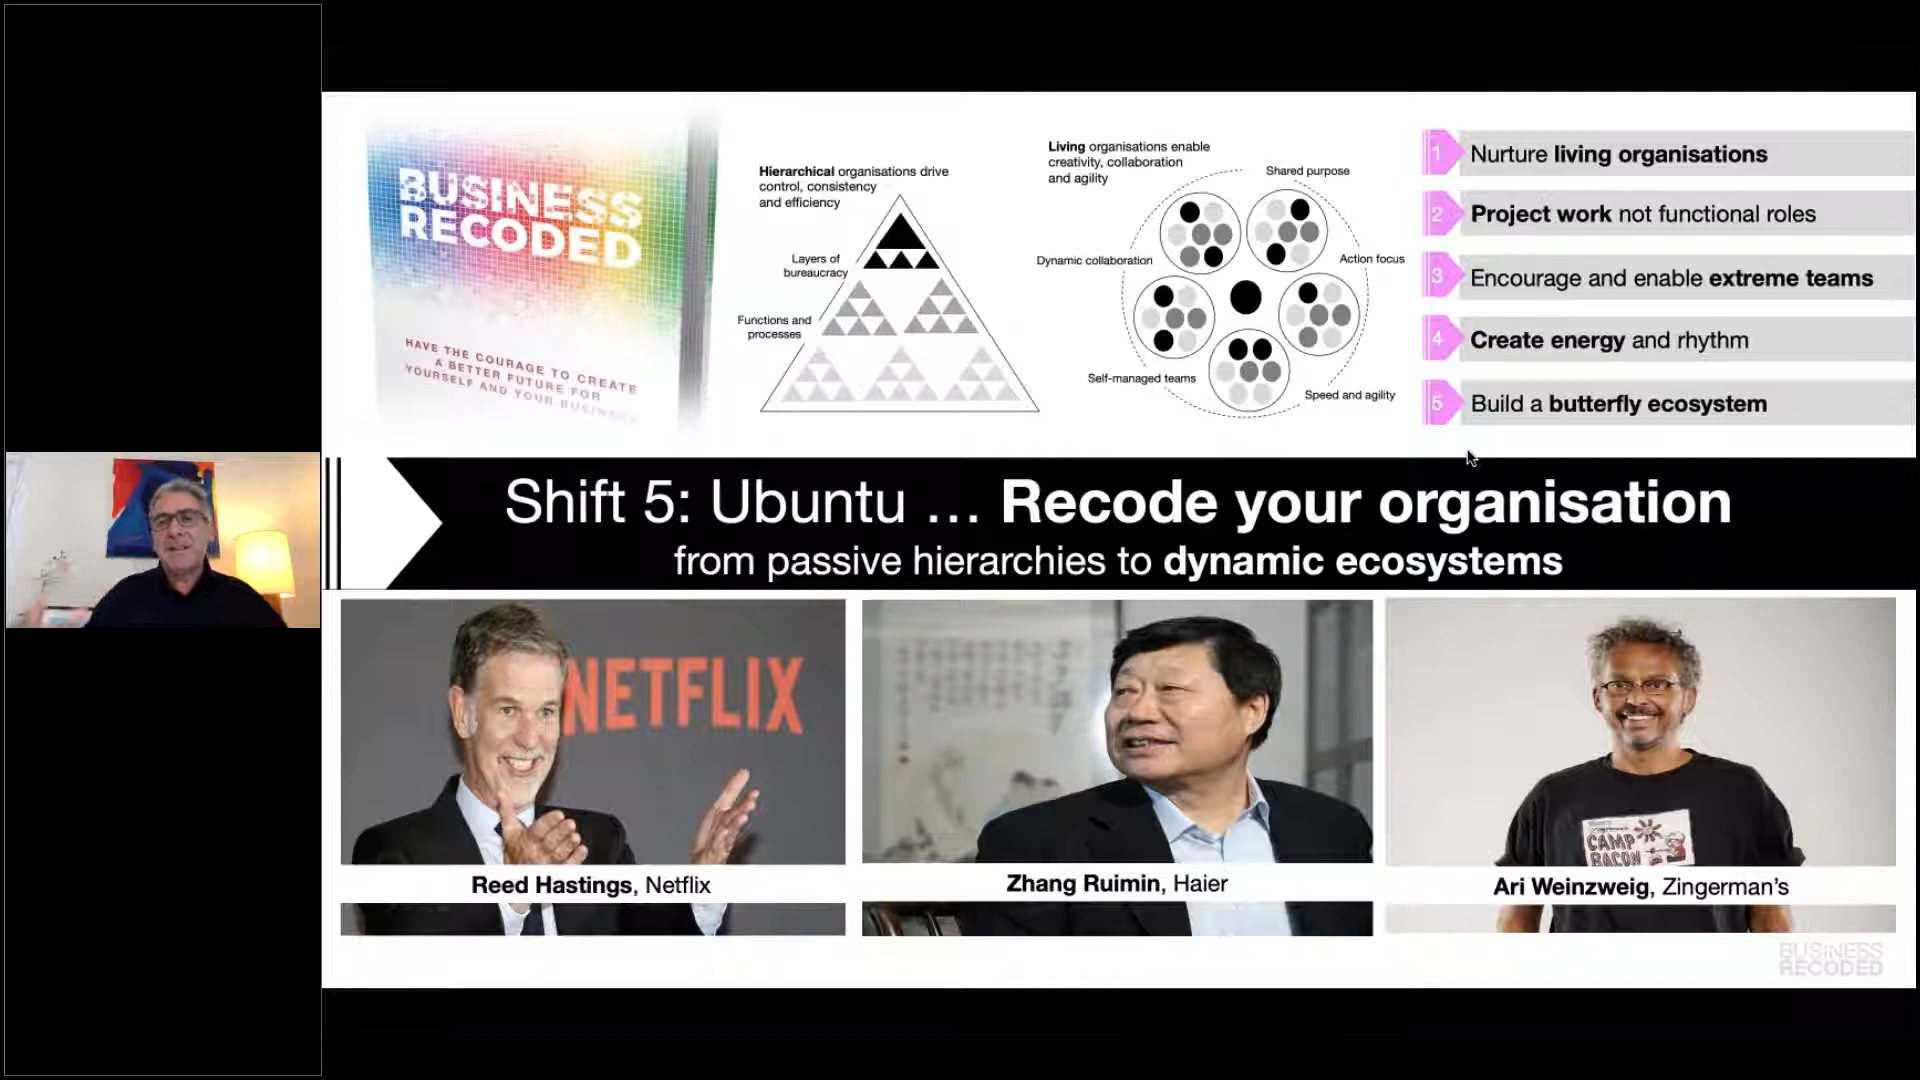 BUSINESS
RECODED
HAVE THE COURAGE TO CREATE
A BETTER FUTURE FOR
YOURSELF AND YOUR BUSINESS
Hierarchical organisations drive
control, consistency
and efficiency
Layers of
bureaucracy
Functions and
processes
Living organisations enable
creativity, collaboration
and agility
Shared purpose
Dynamic collaboration
Action focus
Self-managed teams
Speed and agility
1 Nurture living organisations
2 Project work not functional roles
3 Encourage and enable extreme teams
4 Create energy and rhythm
5 Build a butterfly ecosystem
Shift 5: Ubuntu … Recode your organisation
from passive hierarchies to dynamic ecosystems
NETFLIX
CAMP
BACON
Reed Hastings, Netflix
Zhang Ruimin, Haier
Ari Weinzweig, Zingerman's
BUSINESS
RECODED